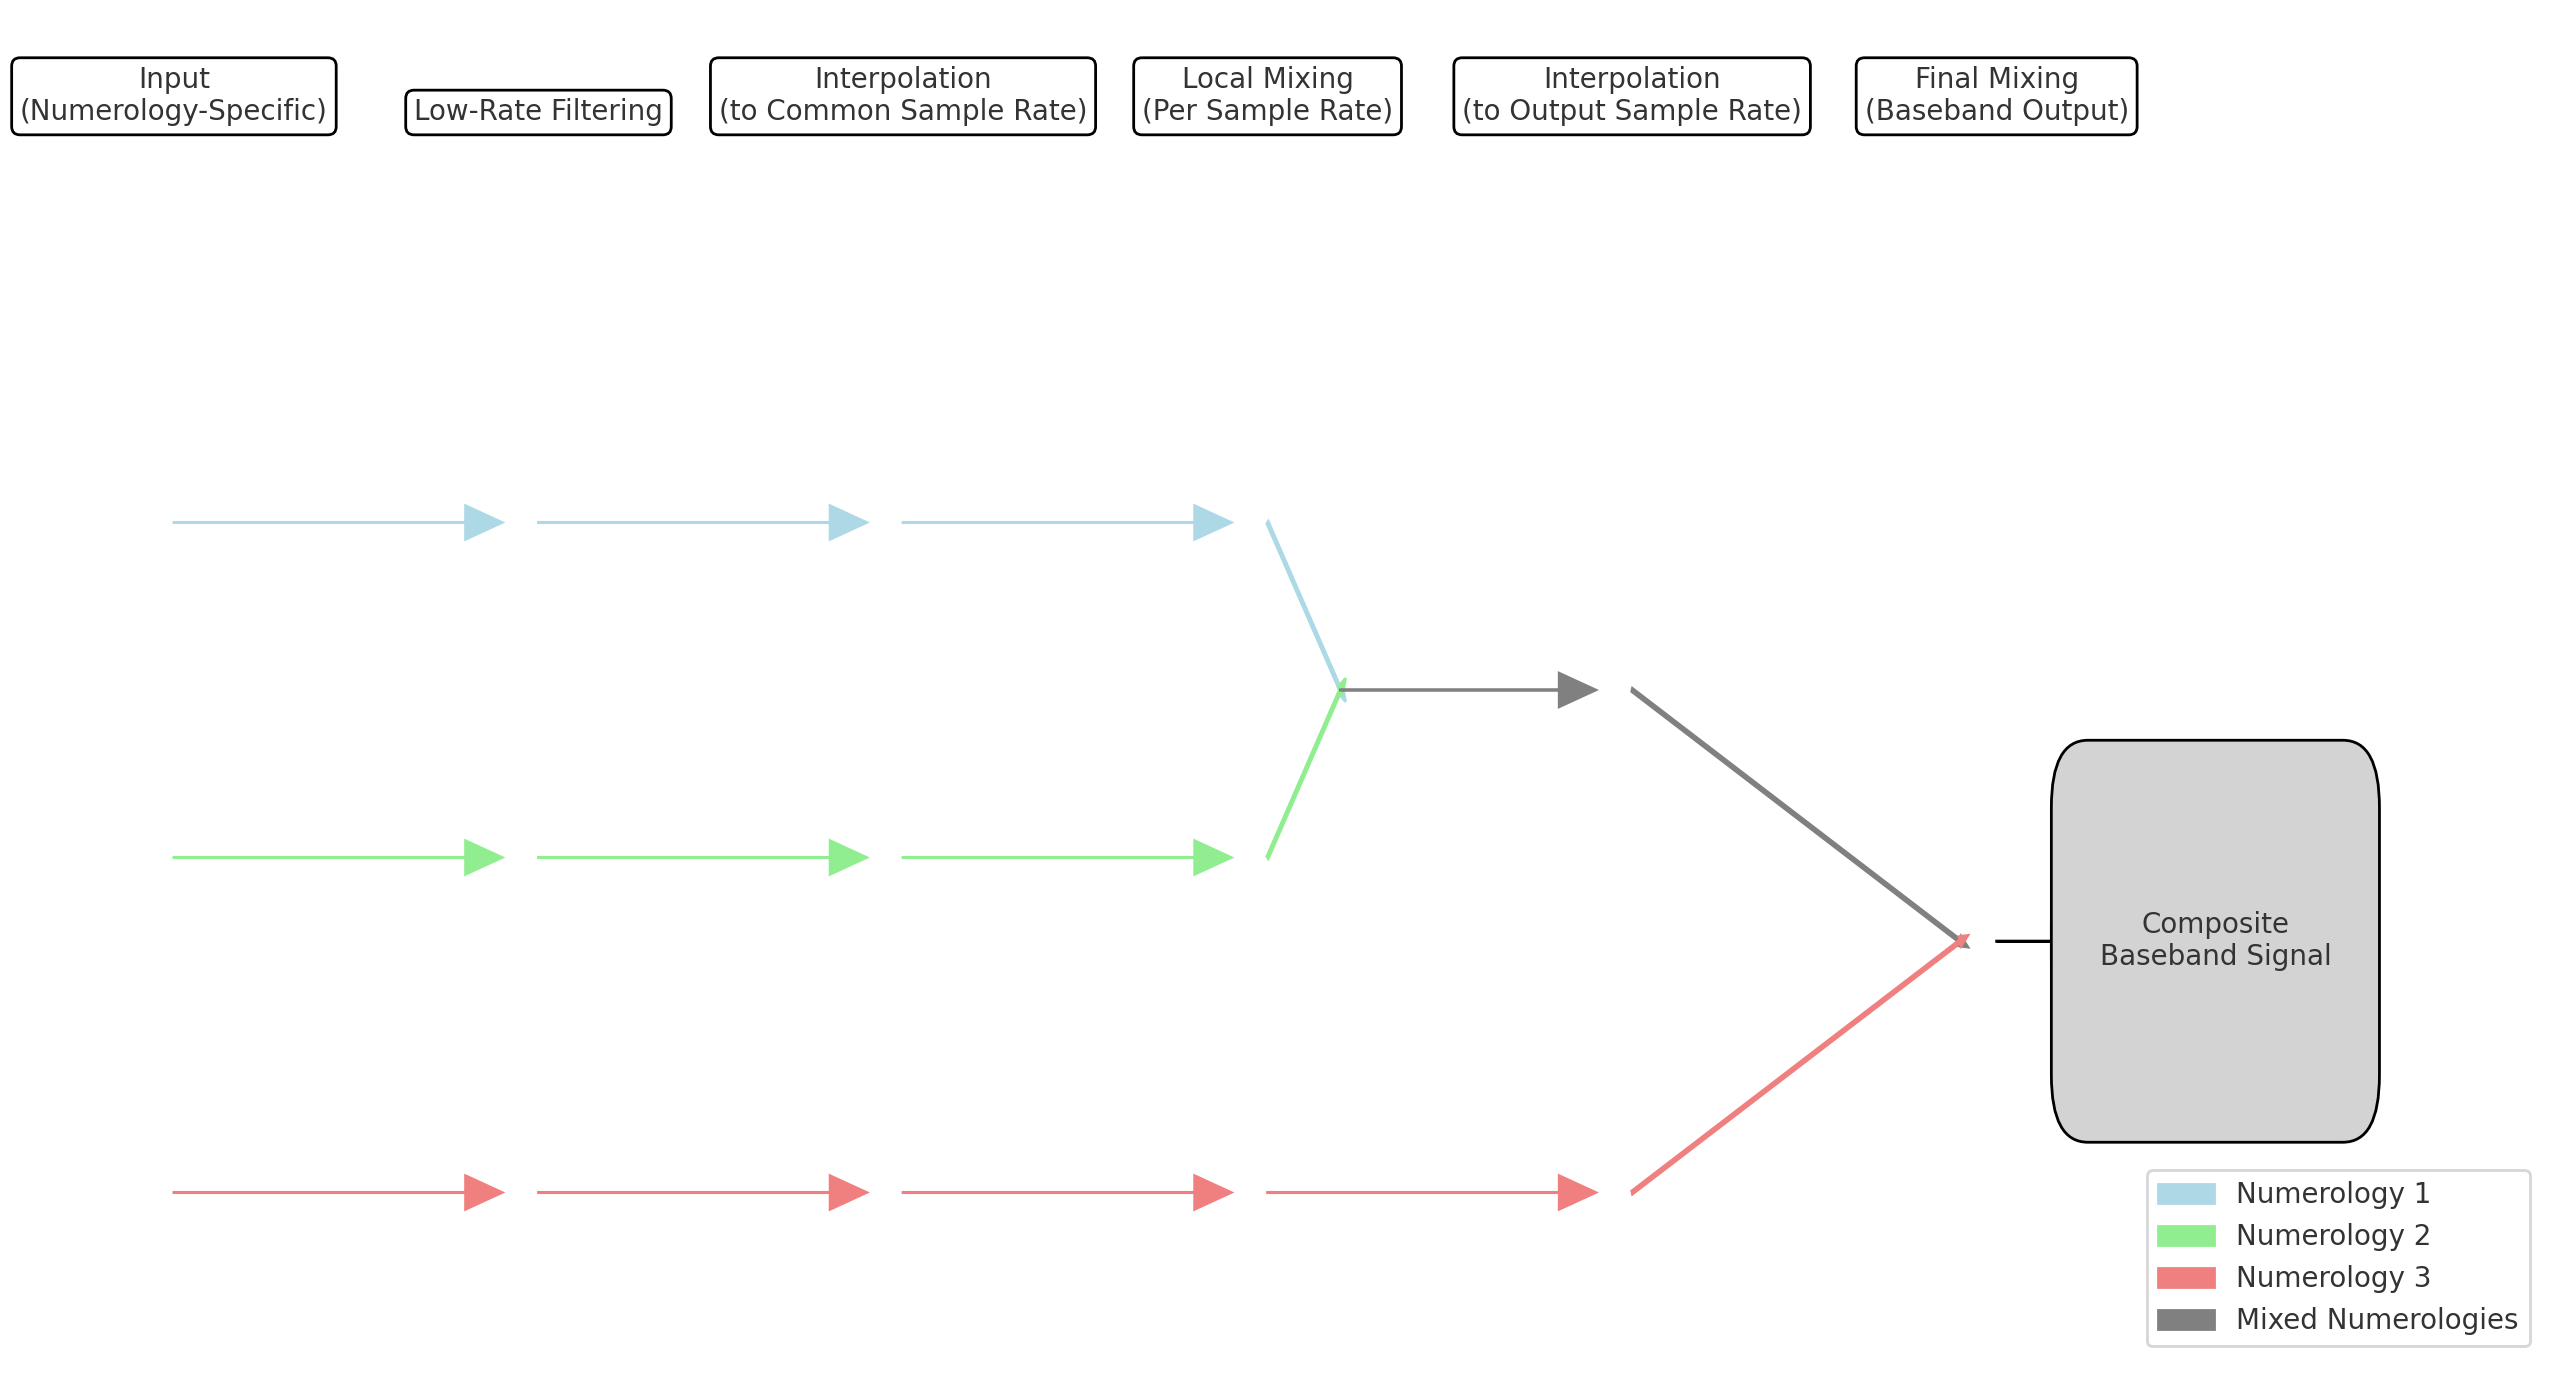 Input
(Numerology-Specific)
Low-Rate Filtering
Interpolation
(to Common Sample Rate)
Local Mixing
(Per Sample Rate)
Interpolation
(to Output Sample Rate)
Final Mixing
(Baseband Output)
Composite
Baseband Signal
Numerology 1
Numerology 2
Numerology 3
Mixed Numerologies